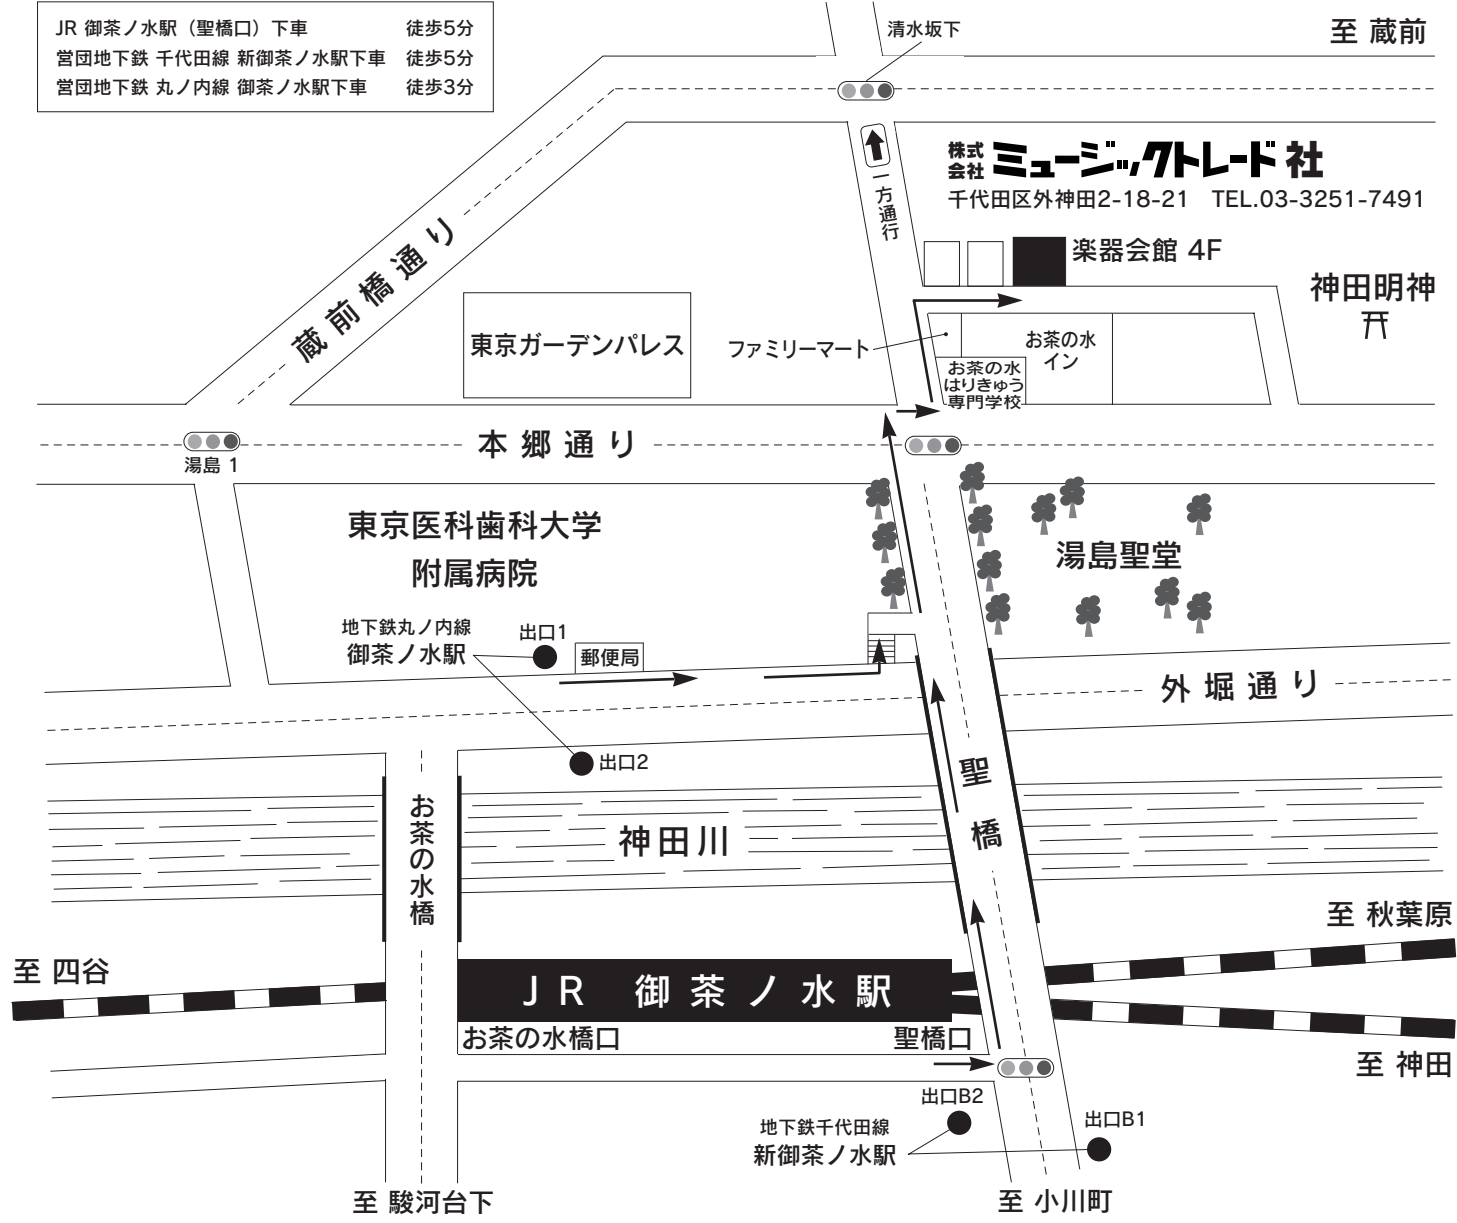 JR 御茶ノ水駅（聖橋口）下車 徒歩5分
営団地下鉄 千代田線 新御茶ノ水駅下車 徒歩5分
営団地下鉄 丸ノ内線 御茶ノ水駅下車 徒歩3分
清水坂下
至 蔵前
一方通行
株式会社 ミュージックトレード社
千代田区外神田2-18-21 TEL.03-3251-7491
楽器会館 4F
神田明神
蔵前橋通り
東京ガーデンパレス
ファミリーマート
お茶の水
イン
お茶の水
はりきゅう
専門学校
本郷通り
湯島 1
東京医科歯科大学
附属病院
湯島聖堂
地下鉄丸ノ内線
御茶ノ水駅
出口1
郵便局
出口2
外堀通り
聖橋
お茶の水橋
神田川
至 秋葉原
至 四谷
JR 御茶ノ水駅
お茶の水橋口
聖橋口
至 神田
出口B2
出口B1
地下鉄千代田線
新御茶ノ水駅
至 駿河台下
至 小川町